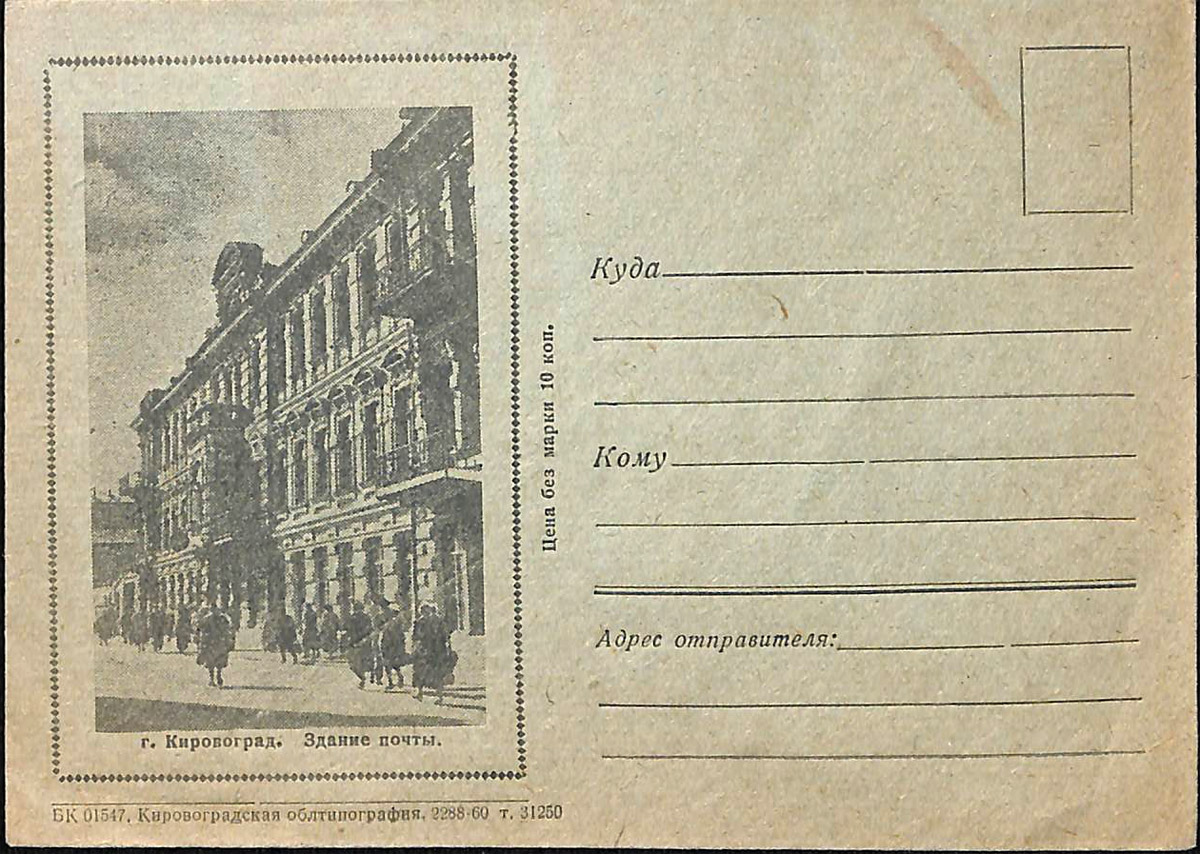 г. Кировоград. Здание почты.
БК 01547. Кировоградская облтипография. 2288-60 т. 31250
Цена без марки 10 коп.
Куда
Кому
Адрес отправителя: